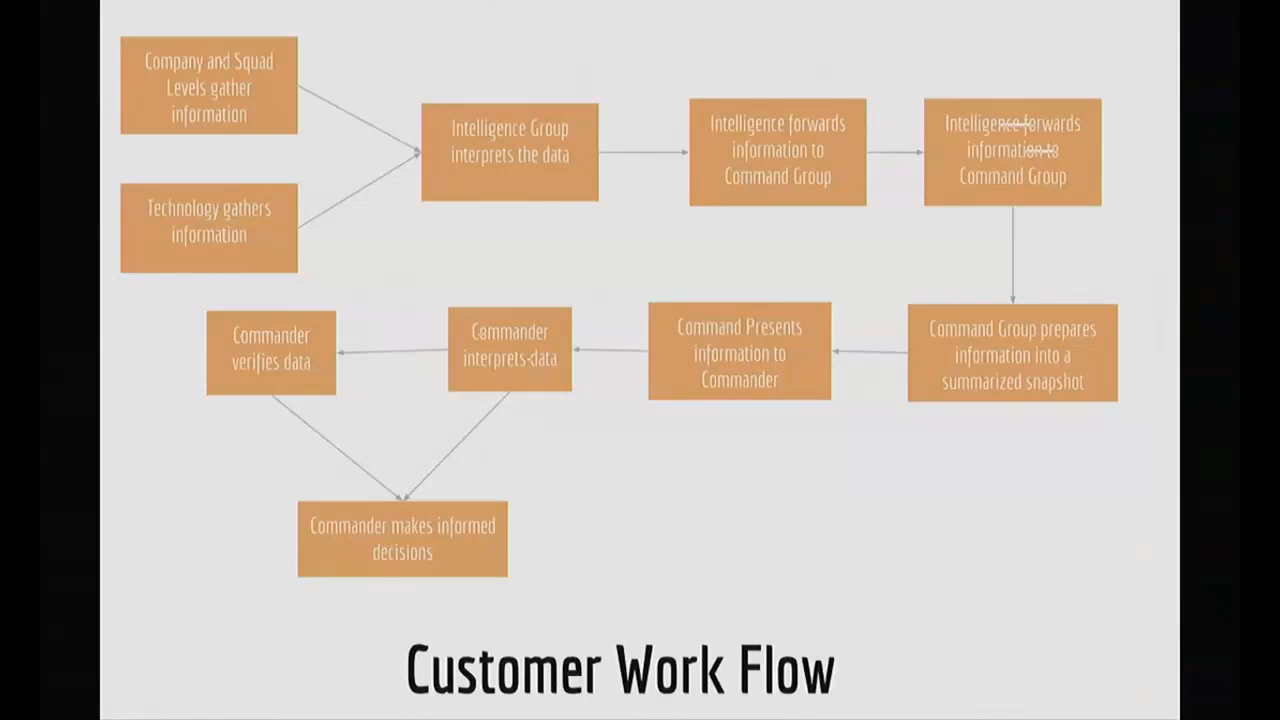 Company and Squad
Levels gather
information
Technology gathers
information
Intelligence Group
interprets the data
Intelligence forwards
information to
Command Group
Intelligence forwards
information to
Command Group
Command Group prepares
information into a
summarized snapshot
Command Presents
information to
Commander
Commander
interprets data
Commander
verifies data
Commander makes informed
decisions
Customer Work Flow